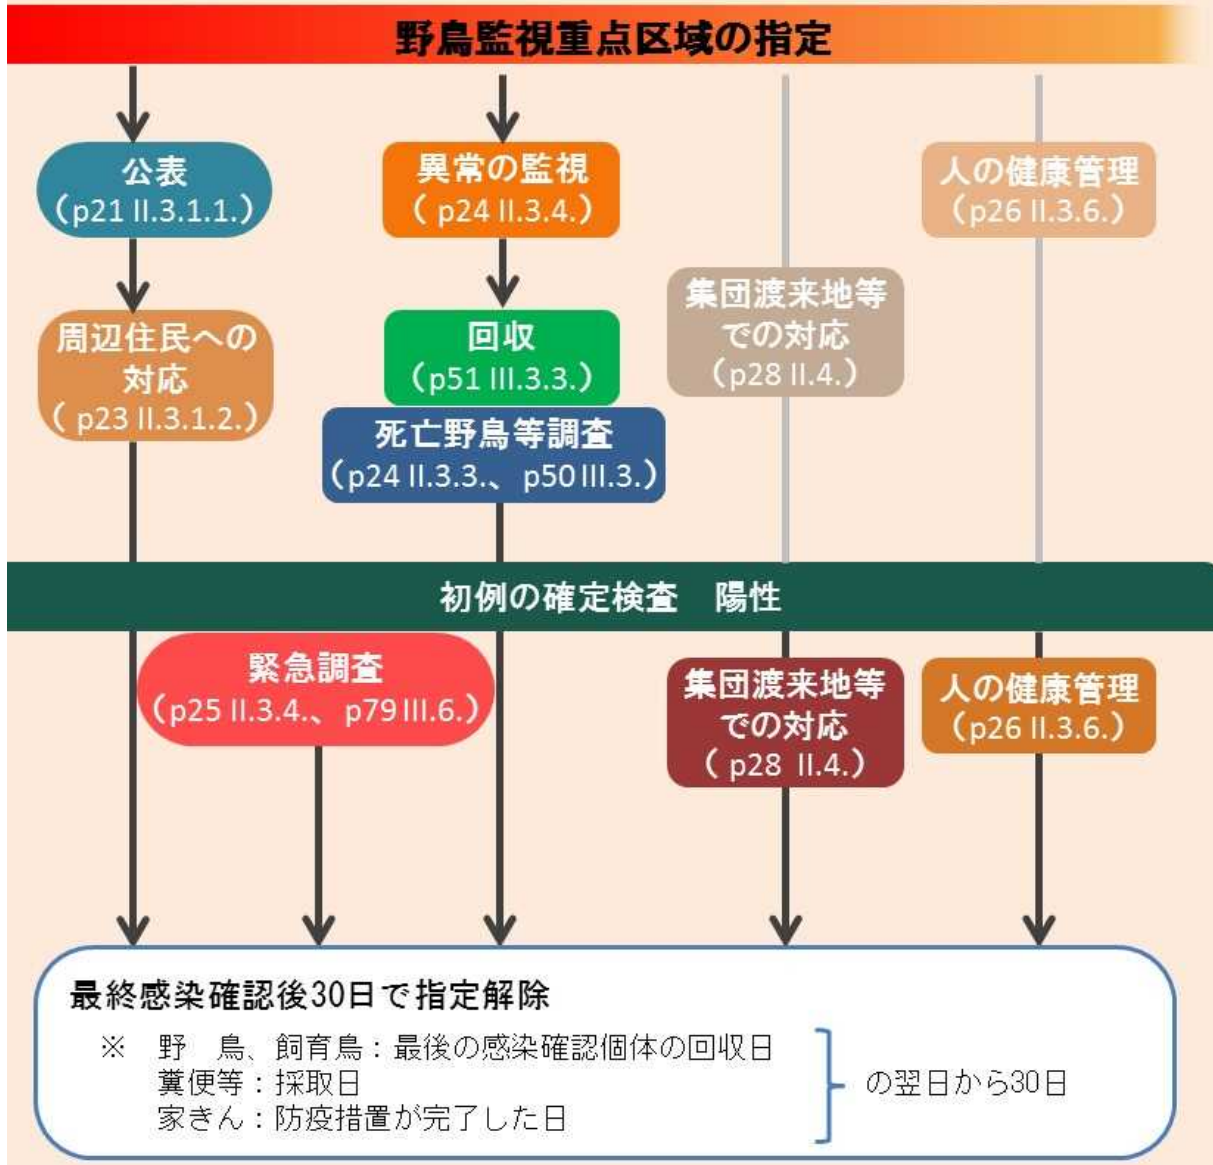 野鳥監視重点区域の指定
公表
（p21 II.3.1.1.）
異常の監視
（ p24 II.3.4.）
人の健康管理
（p26 II.3.6.）
周辺住民への
対応
（ p23 II.3.1.2.）
回収
（p51 III.3.3.）
死亡野鳥等調査
（p24 II.3.3.、 p50 III.3.）
集団渡来地等
での対応
（p28 II.4.）
初例の確定検査　陽性
緊急調査
（p25 II.3.4.、 p79 III.6.）
集団渡来地等
での対応
（ p28 II.4.）
人の健康管理
（p26 II.3.6.）
最終感染確認後30日で指定解除
※　野　鳥、飼育鳥：最後の感染確認個体の回収日
糞便等：採取日
家きん：防疫措置が完了した日
の翌日から30日